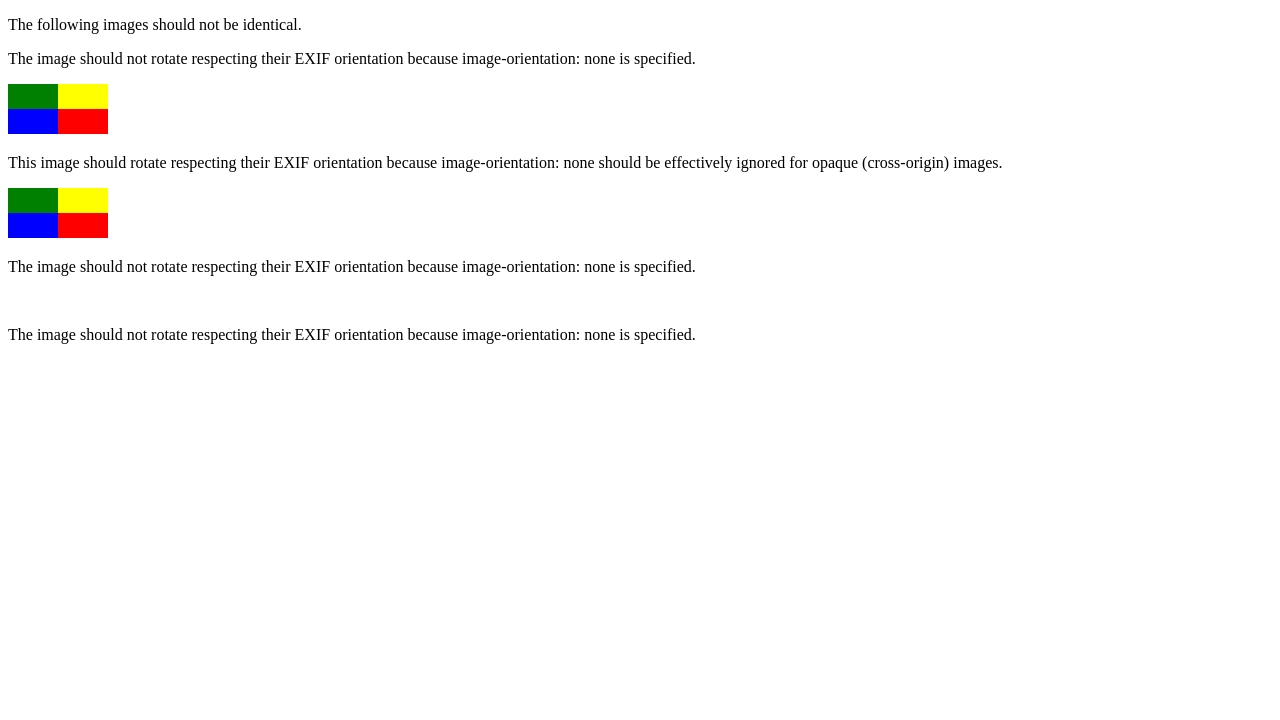 The following images should not be identical.
The image should not rotate respecting their EXIF orientation because image-orientation: none is specified.
This image should rotate respecting their EXIF orientation because image-orientation: none should be effectively ignored for opaque (cross-origin) images.
The image should not rotate respecting their EXIF orientation because image-orientation: none is specified.
The image should not rotate respecting their EXIF orientation because image-orientation: none is specified.